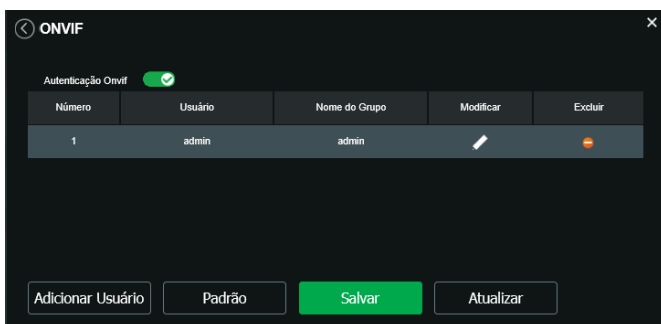 ONVIF
Autenticação Onvif
Número Usuário Nome do Grupo Modificar Excluir
1 admin admin
Adicionar Usuário Padrão Salvar Atualizar